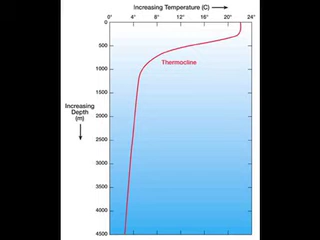 Increasing Temperature (C)
0° 4° 8° 12° 16° 20° 24°
0
500
1000
1500
2000
2500
3000
3500
4000
4500
Thermocline
Increasing
Depth
(m)